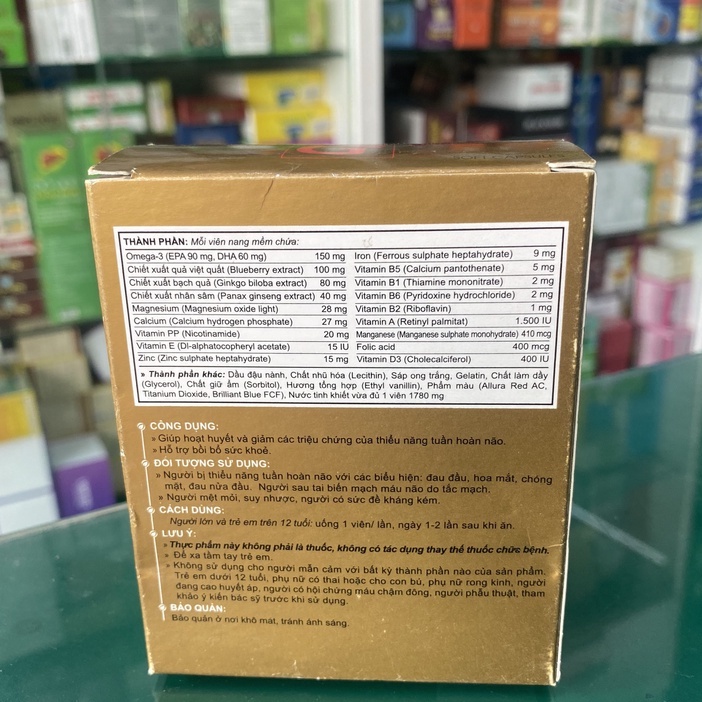 THÀNH PHẦN: Mỗi viên nang mềm chứa:
Omega-3 (EPA 90 mg, DHA 60 mg) 150 mg
Chiết xuất quả việt quất (Blueberry extract) 100 mg
Chiết xuất bạch quả (Ginkgo biloba extract) 80 mg
Chiết xuất nhân sâm (Panax ginseng extract) 40 mg
Magnesium (Magnesium oxide light) 28 mg
Calcium (Calcium hydrogen phosphate) 27 mg
Vitamin PP (Nicotinamide) 20 mg
Vitamin E (Dl-alphatocopheryl acetate) 15 IU
Zinc (Zinc sulphate heptahydrate) 15 mg
Iron (Ferrous sulphate heptahydrate) 9 mg
Vitamin B5 (Calcium pantothenate) 5 mg
Vitamin B1 (Thiamine mononitrate) 2 mg
Vitamin B6 (Pyridoxine hydrochloride) 2 mg
Vitamin B2 (Riboflavin) 1 mg
Vitamin A (Retinyl palmitat) 1.500 IU
Manganese (Manganese sulphate monohydrate) 410 mcg
Folic acid 400 mcg
Vitamin D3 (Cholecalciferol) 400 IU
» Thành phần khác: Dầu đậu nành, Chất nhũ hóa (Lecithin), Sáp ong trắng, Gelatin, Chất làm dầy
(Glycerol), Chất giữ ẩm (Sorbitol), Hương tổng hợp (Ethyl vanillin), Phẩm màu (Allura Red AC,
Titanium Dioxide, Brilliant Blue FCF), Nước tinh khiết vừa đủ 1 viên 1780 mg
CÔNG DỤNG:
» Giúp hoạt huyết và giảm các triệu chứng của thiểu năng tuần hoàn não.
» Hỗ trợ bồi bổ sức khoẻ.
ĐỐI TƯỢNG SỬ DỤNG:
» Người bị thiểu năng tuần hoàn não với các biểu hiện: đau đầu, hoa mắt, chóng
mặt, đau nửa đầu. Người sau tai biến mạch máu não do tắc mạch.
» Người mệt mỏi, suy nhược, người có sức đề kháng kém.
CÁCH DÙNG:
Người lớn và trẻ em trên 12 tuổi: uống 1 viên/ lần, ngày 1-2 lần sau khi ăn.
LƯU Ý:
» Thực phẩm này không phải là thuốc, không có tác dụng thay thế thuốc chữa bệnh.
» Để xa tầm tay trẻ em.
» Không sử dụng cho người mẫn cảm với bất kỳ thành phần nào của sản phẩm.
Trẻ em dưới 12 tuổi, phụ nữ có thai hoặc cho con bú, phụ nữ rong kinh, người
đang cao huyết áp, người có hội chứng máu chậm đông, người phẫu thuật, tham
khảo ý kiến bác sỹ trước khi sử dụng.
BẢO QUẢN:
Bảo quản ở nơi khô mát, tránh ánh sáng.